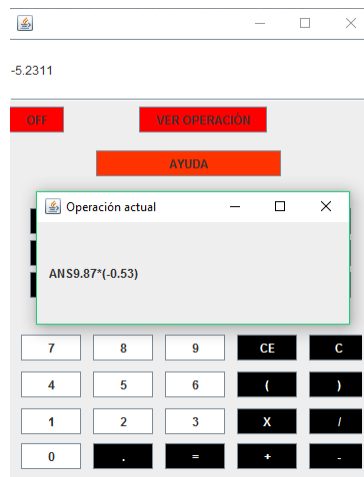 -5.2311
OFF VER OPERACIÓN
AYUDA
Operación actual
ANS9.87*(-0.53)
7 8 9 CE C
4 5 6 ( )
1 2 3 X /
0 . = + -